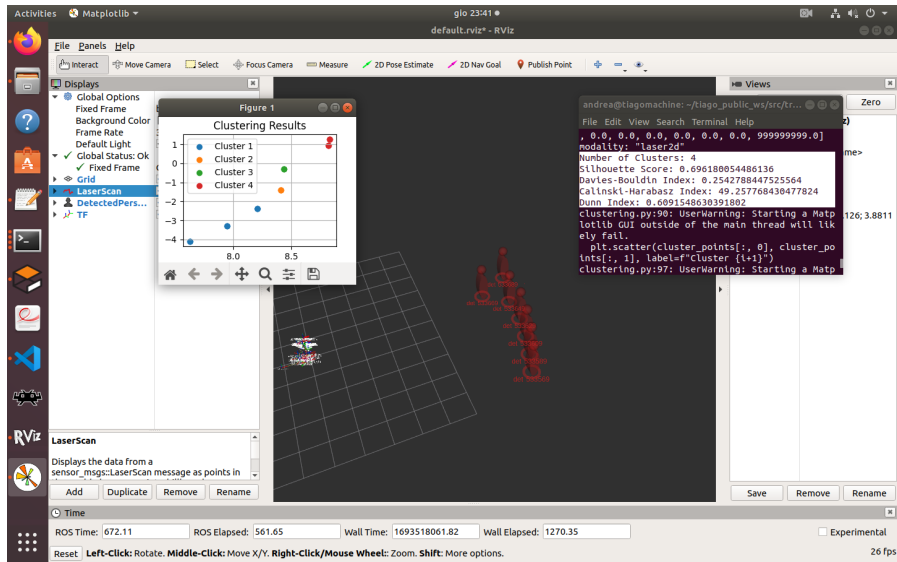 Activities
Matplotlib
gio 23:41
default.rviz* - RViz
File Panels Help
Interact
Move Camera
Select
Focus Camera
Measure
2D Pose Estimate
2D Nav Goal
Publish Point
Displays
Global Options
Fixed Frame
Background Color
Frame Rate
Default Light
Global Status: Ok
Fixed Frame
Grid
LaserScan
DetectedPers...
TF
Figure 1
Clustering Results
Cluster 1
Cluster 2
Cluster 3
Cluster 4
1
0
−1
−2
−3
−4
8.0
8.5
andrea@tiagomachine: ~/tiago_public_ws/src/tr...
File Edit View Search Terminal Help
, 0.0, 0.0, 0.0, 0.0, 0.0, 0.0, 999999999.0]
modality: "laser2d"
Number of Clusters: 4
Silhouette Score: 0.696180054486136
Davies-Bouldin Index: 0.2542788447525564
Calinski-Harabasz Index: 49.257768430477824
Dunn Index: 0.6091548630391802
clustering.py:90: UserWarning: Starting a Matp
lotlib GUI outside of the main thread will lik
ely fail.
plt.scatter(cluster_points[:, 0], cluster_po
ints[:, 1], label=f"Cluster {i+1}")
clustering.py:97: UserWarning: Starting a Matp
Views
Zero
126; 3.8811
LaserScan
Displays the data from a
sensor_msgs::LaserScan message as points in
Add
Duplicate
Remove
Rename
Save
Remove
Rename
Time
ROS Time: 672.11
ROS Elapsed: 561.65
Wall Time: 1693518061.82
Wall Elapsed: 1270.35
Experimental
Reset
Left-Click: Rotate. Middle-Click: Move X/Y. Right-Click/Mouse Wheel:: Zoom. Shift: More options.
26 fps
RViz